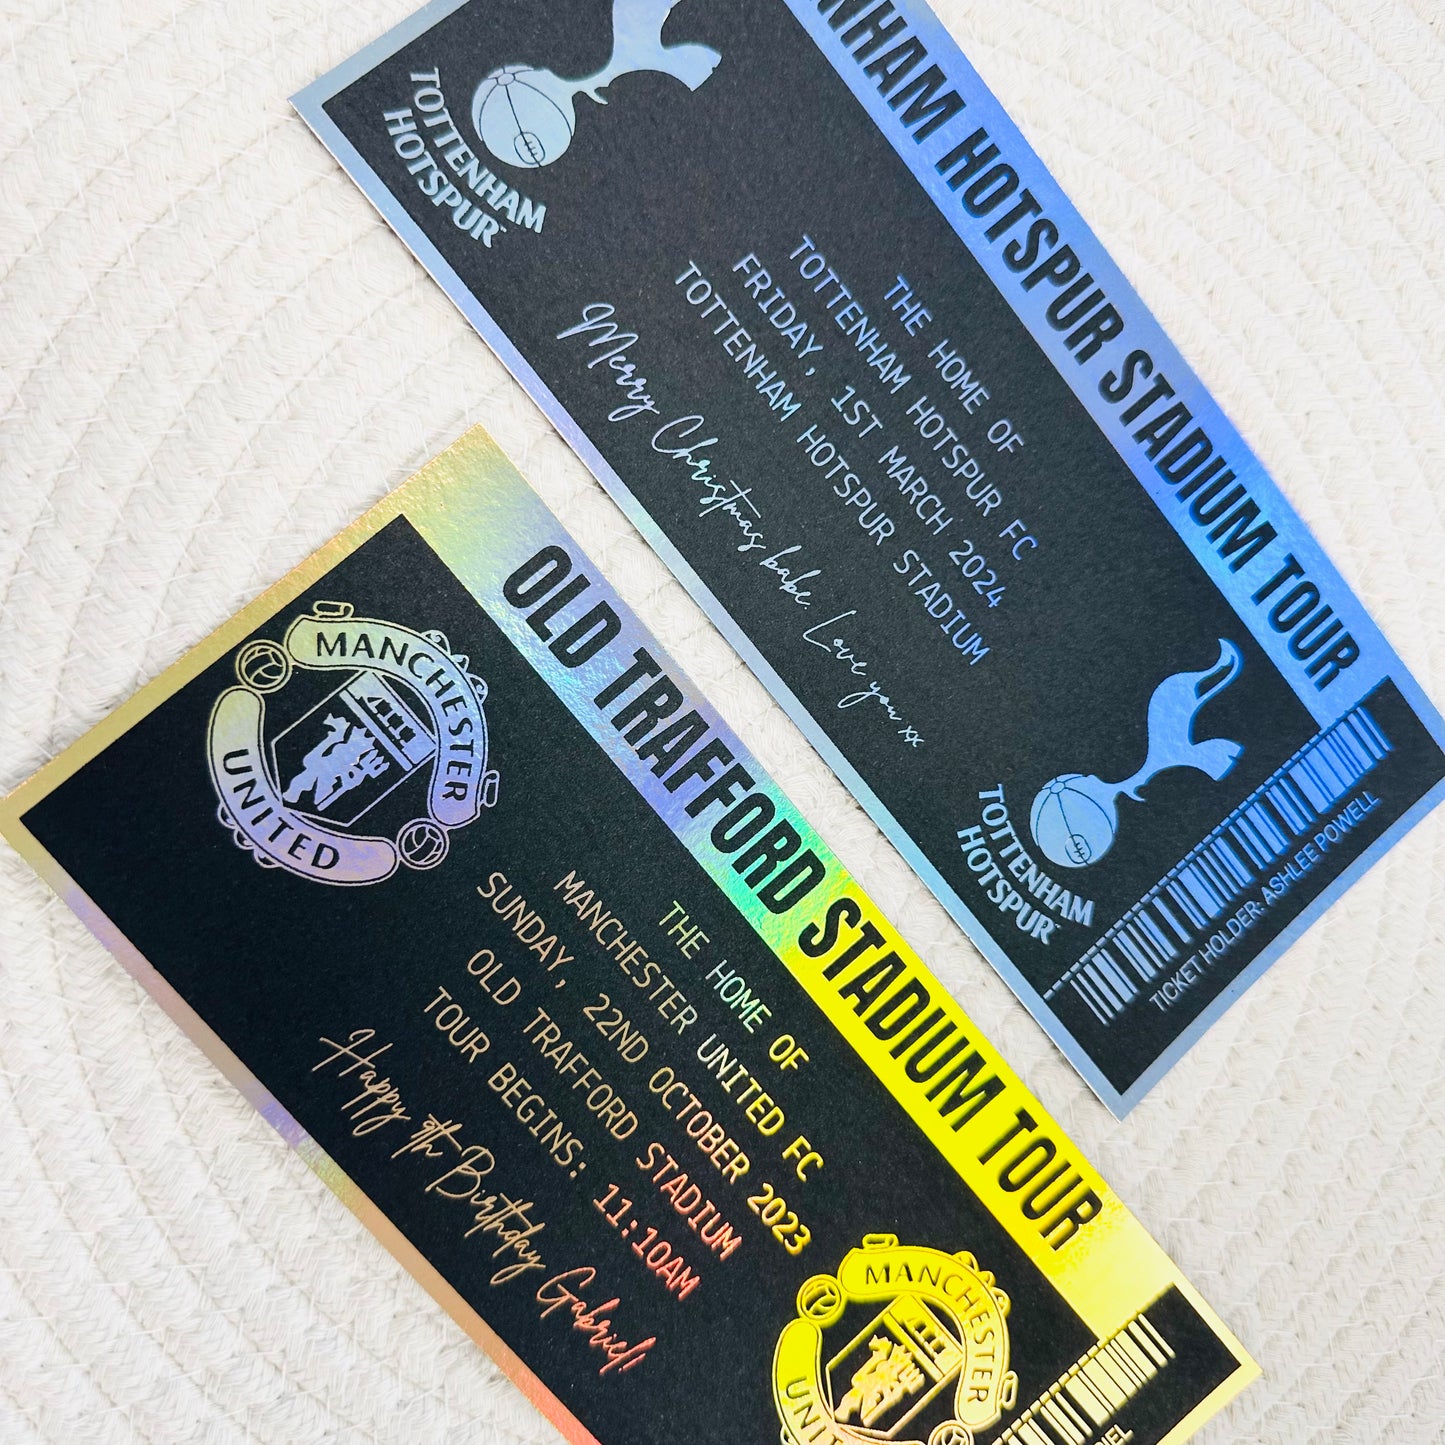 TOTTENHAM
HOTSPUR
HOTSPUR STADIUM TOUR
THE HOME OF
TOTTENHAM HOTSPUR FC
FRIDAY, 1ST MARCH 2024
TOTTENHAM HOTSPUR STADIUM
Merry Christmas babe. Love you xx
TOTTENHAM
HOTSPUR
TICKET HOLDER: ASHLEE POWELL
OLD TRAFFORD STADIUM TOUR
MANCHESTER
UNITED
THE HOME OF
MANCHESTER UNITED FC
SUNDAY, 22ND OCTOBER 2023
OLD TRAFFORD STADIUM
TOUR BEGINS: 11:10AM
Happy 9th Birthday Gabriel!
MANCHESTER